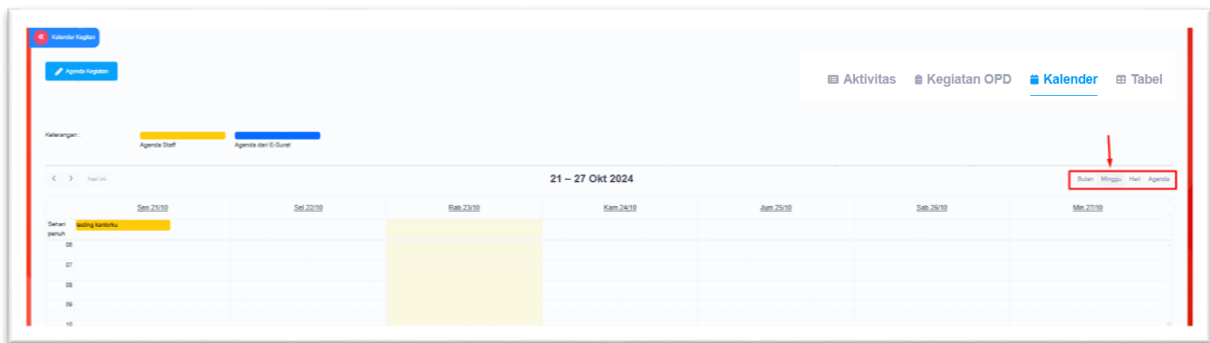 Kalender Kegiatan
Agenda Kegiatan
Aktivitas Kegiatan OPD Kalender Tabel
Keterangan :
Agenda Staff Agenda dari E-Surat
Hari Ini 21 – 27 Okt 2024 Bulan Minggu Hari Agenda
Sen 21/10 Sel 22/10 Rab 23/10 Kam 24/10 Jum 25/10 Sab 26/10 Min 27/10
Sehari penuh testing kantorku
06
07
08
09
10